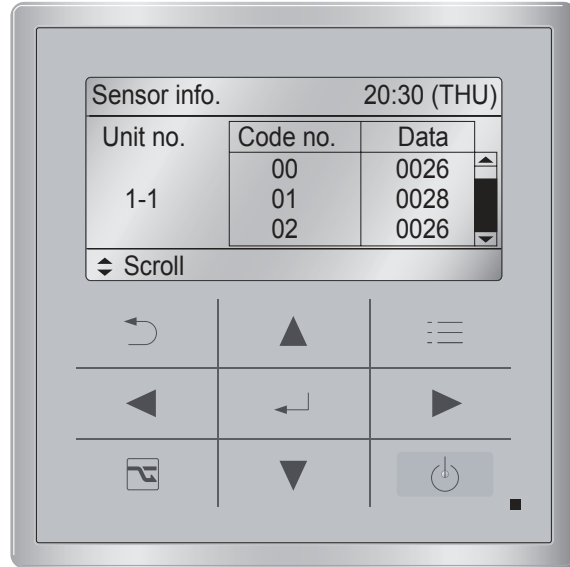 Sensor info. 20:30 (THU)
Unit no. Code no. Data
00 0026
1-1 01 0028
02 0026
Scroll